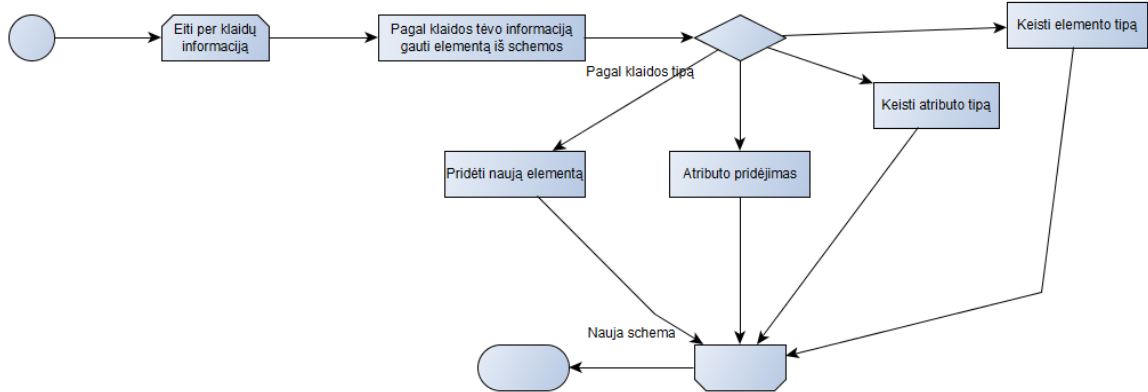 Eiti per klaidų
informaciją
Pagal klaidos tėvo informaciją
gauti elementą iš schemos
Keisti elemento tipą
Pagal klaidos tipą
Keisti atributo tipą
Pridėti naują elementą
Atributo pridėjimas
Nauja schema